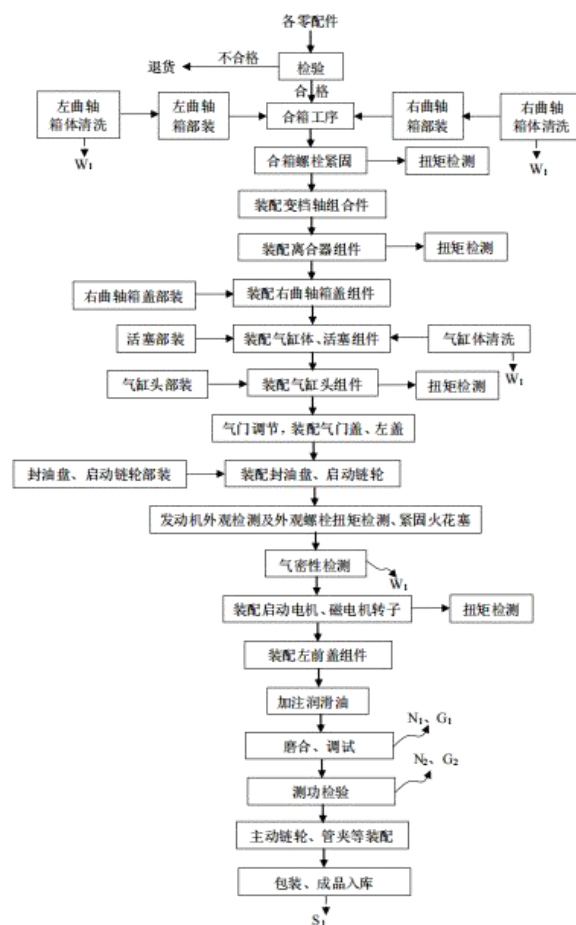 各零配件
不合格
退货
检验
合格
左曲轴
箱体清洗
左曲轴
箱部装
合箱工序
右曲轴
箱部装
右曲轴
箱体清洗
W1
W1
合箱螺栓紧固
扭矩检测
装配变档轴组合件
装配离合器组件
扭矩检测
右曲轴箱盖部装
装配右曲轴箱盖组件
活塞部装
装配气缸体、活塞组件
气缸体清洗
W1
气缸头部装
装配气缸头组件
扭矩检测
气门调节，装配气门盖、左盖
封油盘、启动链轮部装
装配封油盘、启动链轮
发动机外观检测及外观螺栓扭矩检测、紧固火花塞
气密性检测
W1
装配启动电机、磁电机转子
扭矩检测
装配左前盖组件
加注润滑油
N1、G1
磨合、调试
N2、G2
测功检验
主动链轮、管夹等装配
包装、成品入库
S1